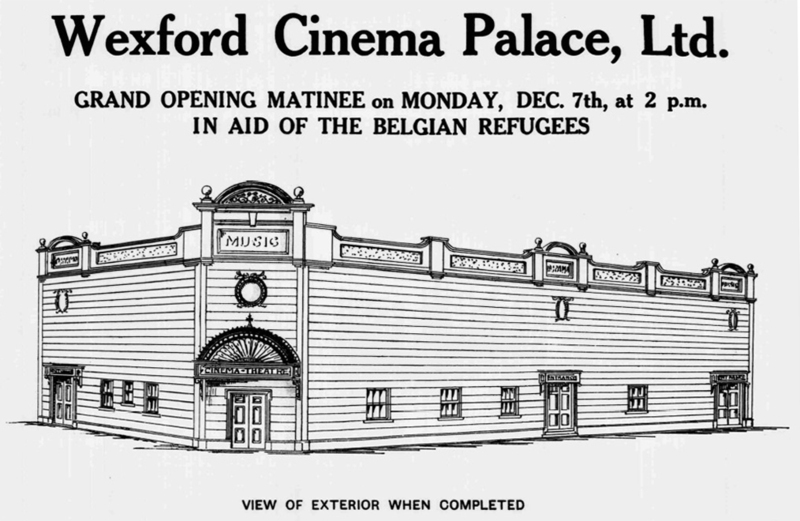 Wexford Cinema Palace, Ltd.
GRAND OPENING MATINEE on MONDAY, DEC. 7th, at 2 p.m.
IN AID OF THE BELGIAN REFUGEES
MUSIC
CINEMA-THEATRE
ENTRANCE
VIEW OF EXTERIOR WHEN COMPLETED